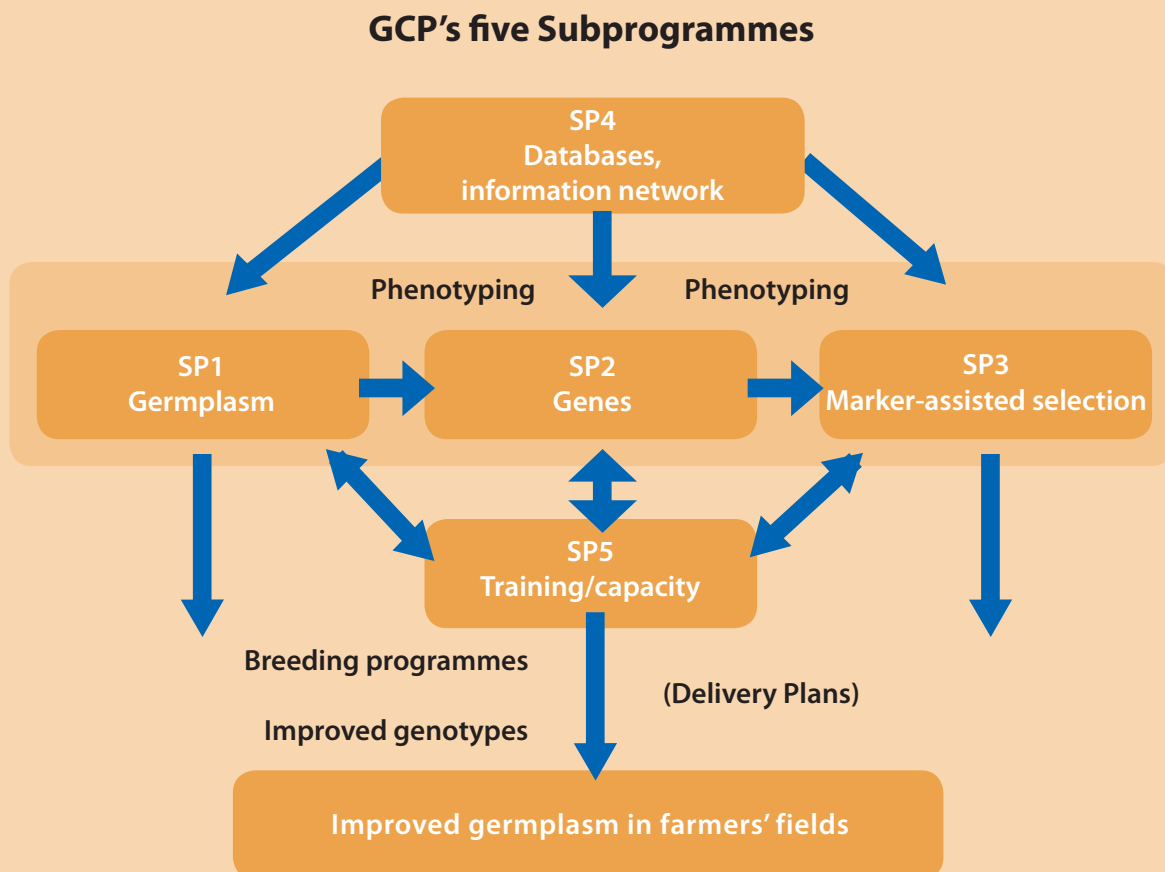 GCP's five Subprogrammes
SP4
Databases,
information network
Phenotyping
Phenotyping
SP1
Germplasm
SP2
Genes
SP3
Marker-assisted selection
SP5
Training/capacity
Breeding programmes
(Delivery Plans)
Improved genotypes
Improved germplasm in farmers' fields